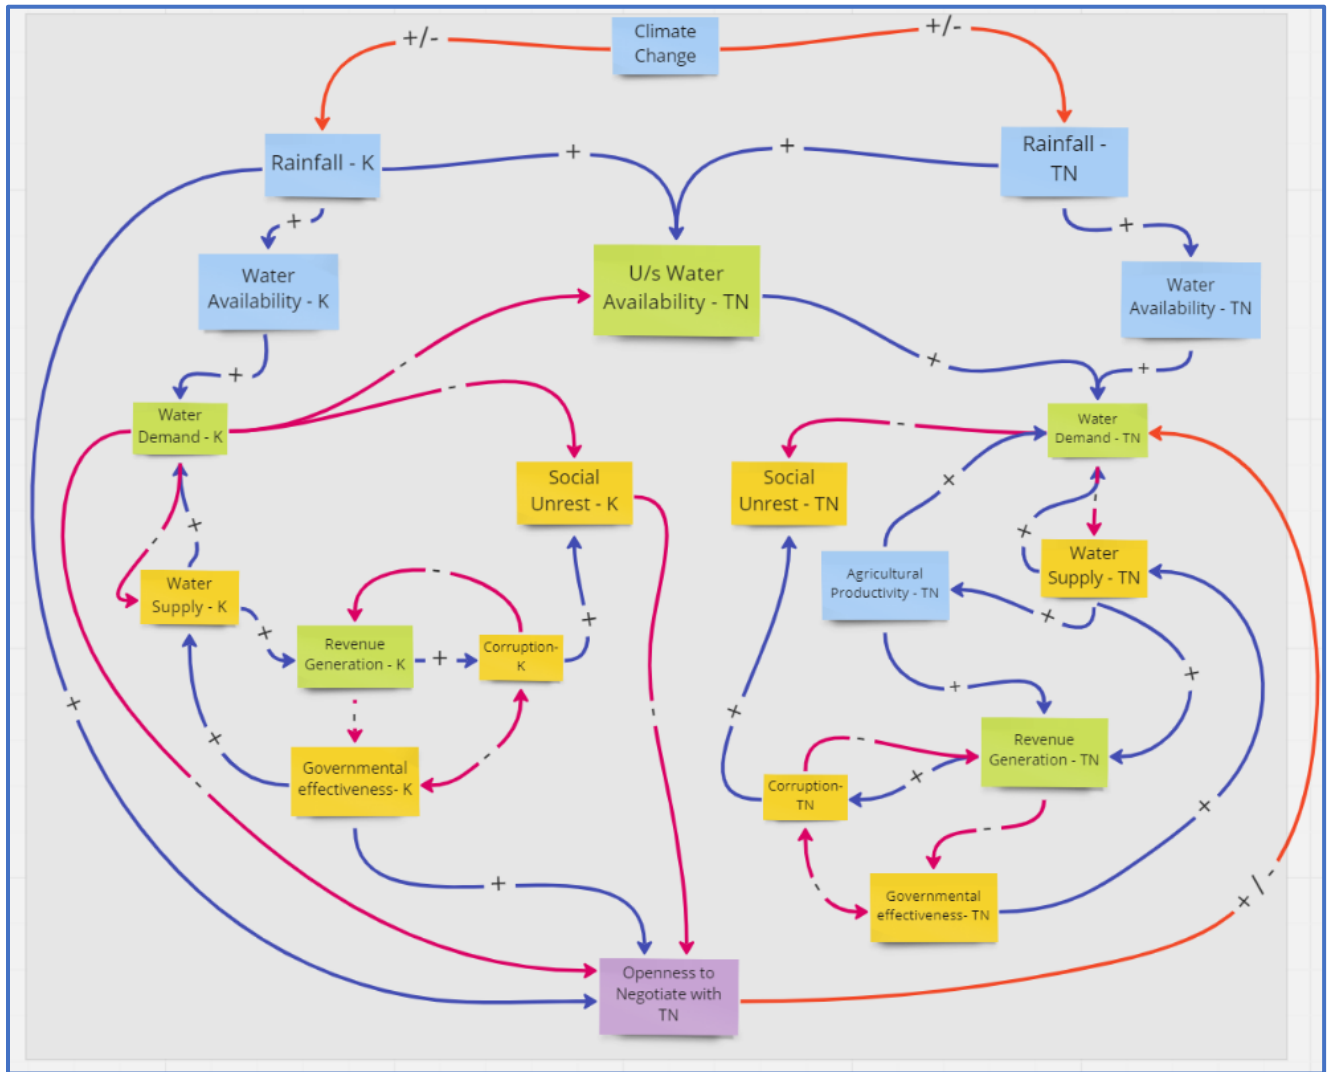 Climate
Change
+/-
+/-
Rainfall - K
Rainfall -
TN
+
+
+
+
Water
Availability - K
U/s Water
Availability - TN
Water
Availability - TN
+
+
+
-
-
Water
Demand - K
Water
Demand - TN
-
Social
Unrest - K
Social
Unrest - TN
+
-
+
-
+
Water
Supply - K
Water
Supply - TN
Agricultural
Productivity - TN
-
+
+
+
Revenue
Generation - K
+
Corruption-
K
+
+
-
-
+
+
-
+
Revenue
Generation - TN
-
+
Governmental
effectiveness- K
-
Corruption-
TN
+
-
+
-
+
Governmental
effectiveness- TN
+/-
Openness to
Negotiate with
TN